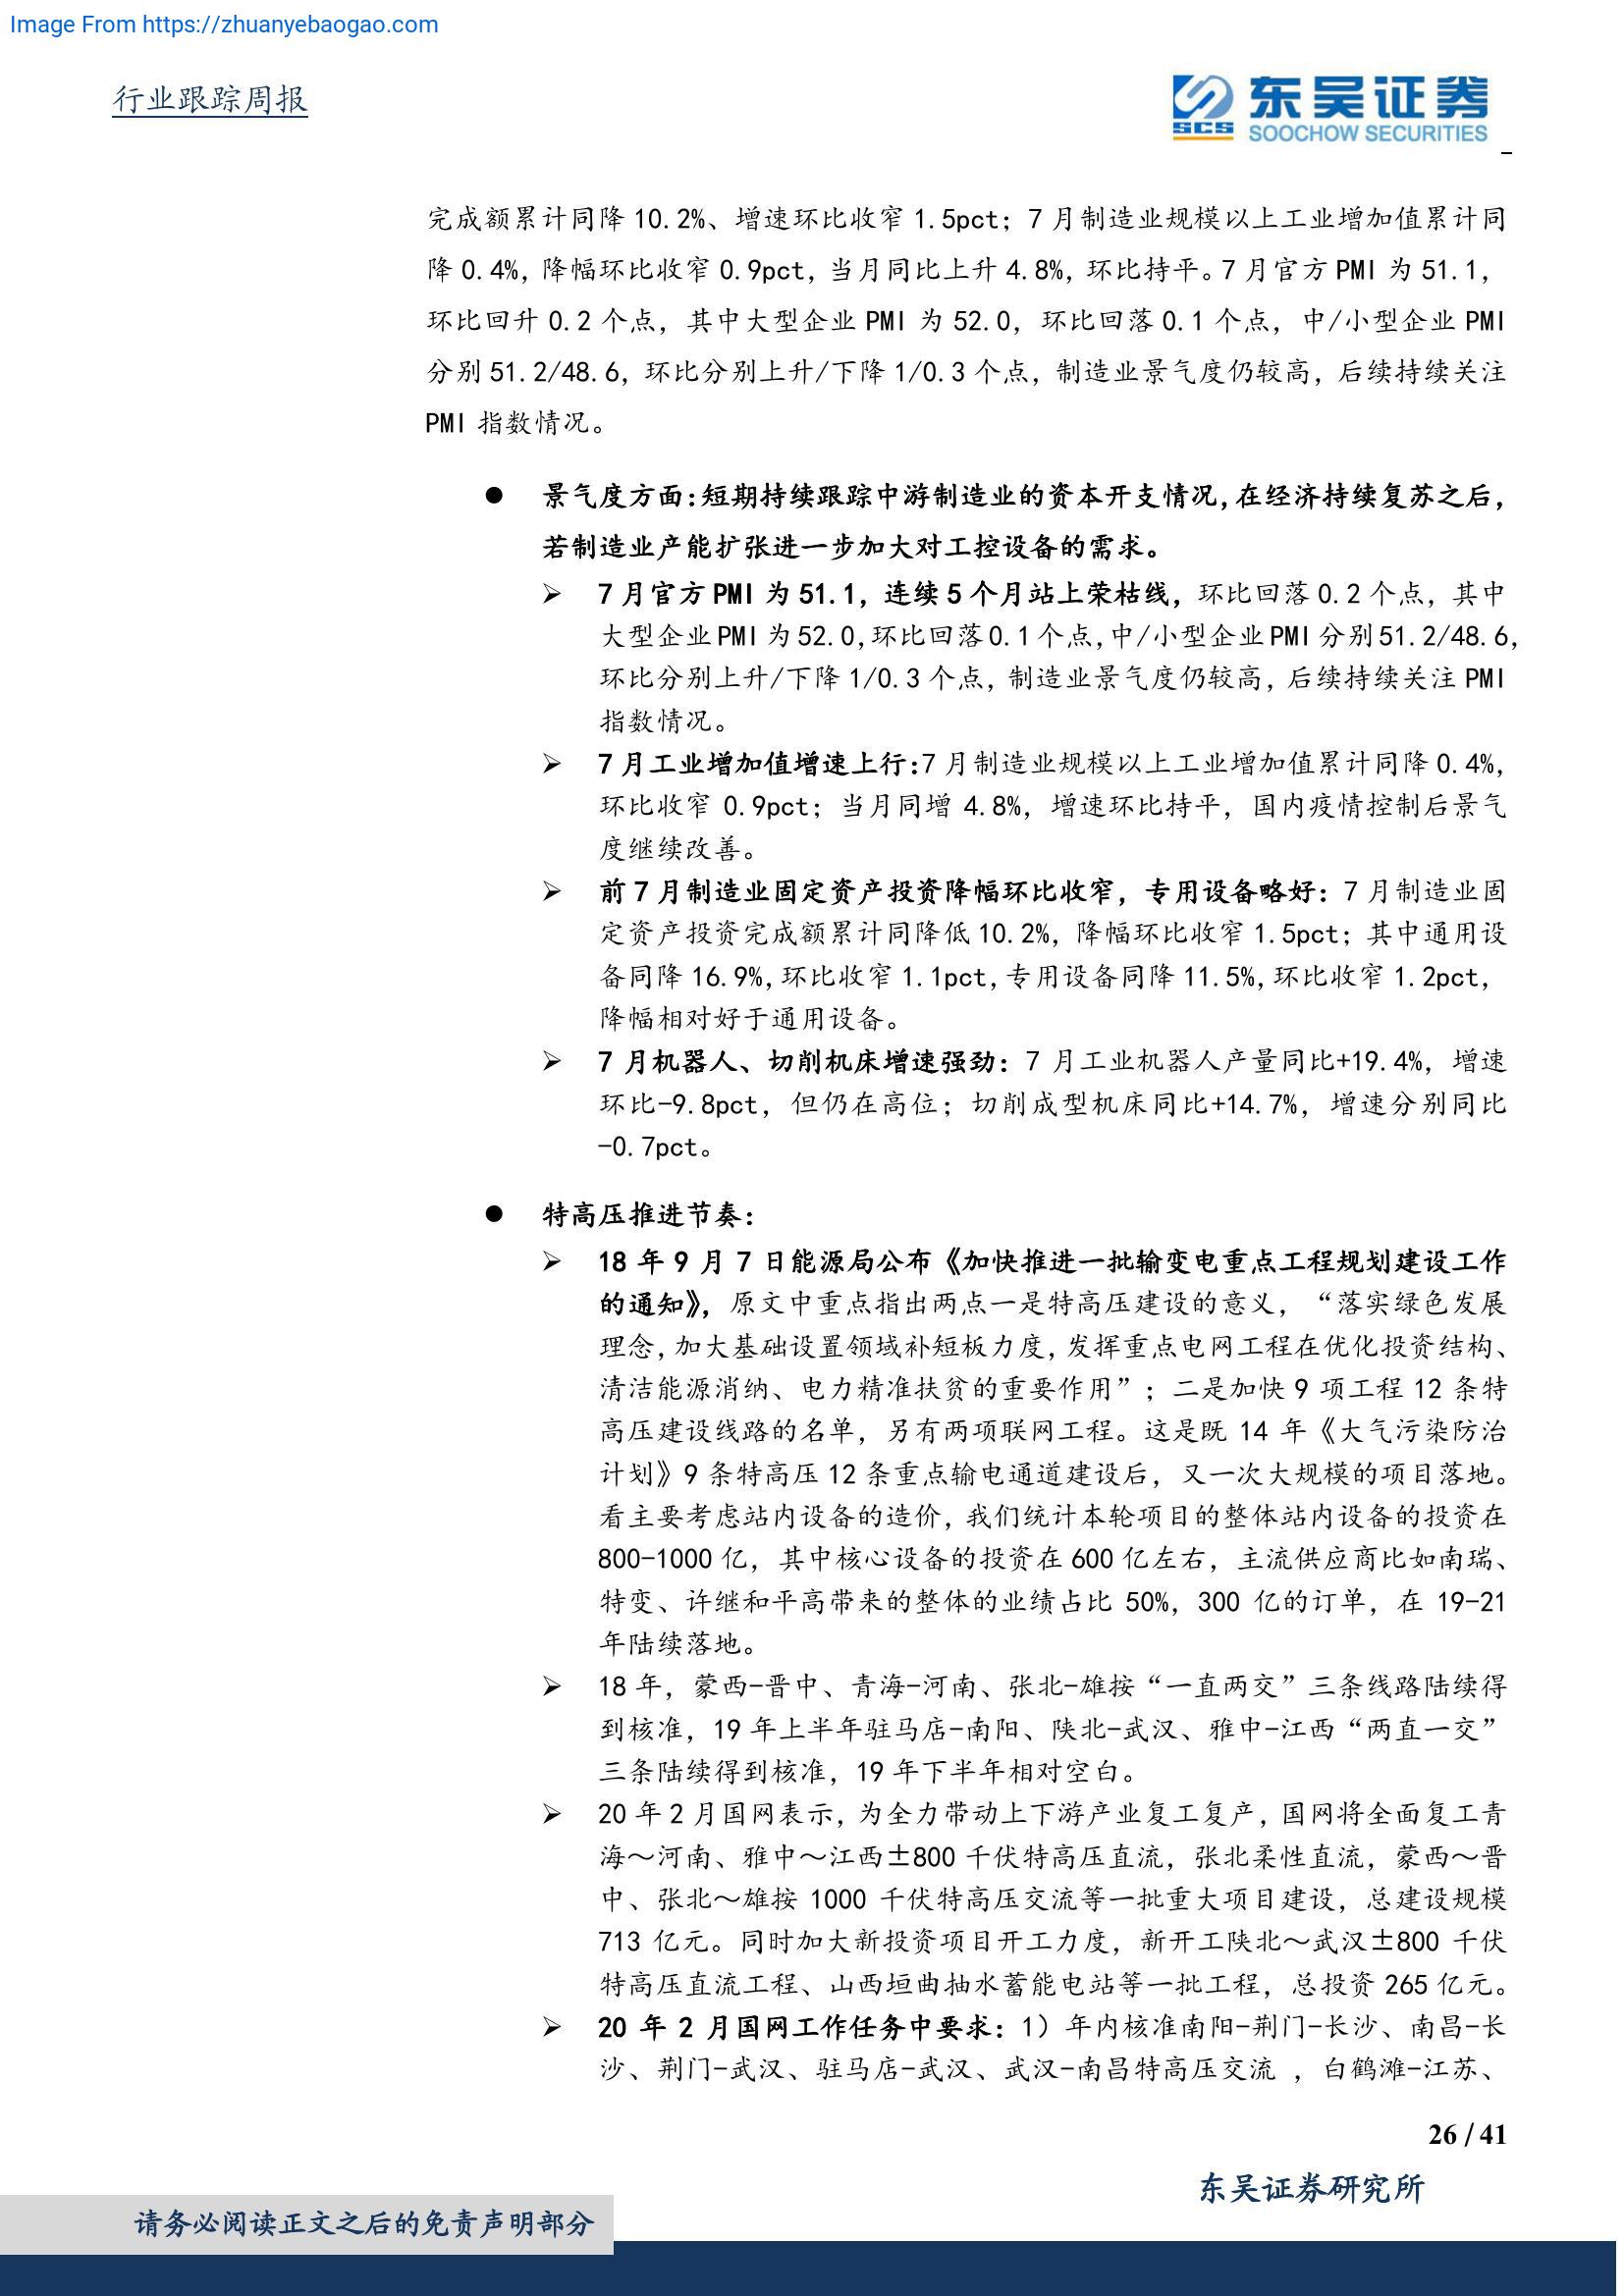 Image From https://zhuanyebaogao.com
行业跟踪周报
SCS 东吴证券
SOOCHOW SECURITIES
完成额累计同降 10.2%、增速环比收窄 1.5pct；7 月制造业规模以上工业增加值累计同
降 0.4%，降幅环比收窄 0.9pct，当月同比上升 4.8%，环比持平。7 月官方 PMI 为 51.1，
环比回升 0.2 个点，其中大型企业 PMI 为 52.0，环比回落 0.1 个点，中/小型企业 PMI
分别 51.2/48.6，环比分别上升/下降 1/0.3 个点，制造业景气度仍较高，后续持续关注
PMI 指数情况。
● 景气度方面：短期持续跟踪中游制造业的资本开支情况，在经济持续复苏之后，
若制造业产能扩张进一步加大对工控设备的需求。
➢ 7 月官方 PMI 为 51.1，连续 5 个月站上荣枯线，环比回落 0.2 个点，其中
大型企业 PMI 为 52.0，环比回落 0.1 个点，中/小型企业 PMI 分别 51.2/48.6，
环比分别上升/下降 1/0.3 个点，制造业景气度仍较高，后续持续关注 PMI
指数情况。
➢ 7 月工业增加值增速上行：7 月制造业规模以上工业增加值累计同降 0.4%，
环比收窄 0.9pct；当月同增 4.8%，增速环比持平，国内疫情控制后景气
度继续改善。
➢ 前 7 月制造业固定资产投资降幅环比收窄，专用设备略好：7 月制造业固
定资产投资完成额累计同降低 10.2%，降幅环比收窄 1.5pct；其中通用设
备同降 16.9%，环比收窄 1.1pct，专用设备同降 11.5%，环比收窄 1.2pct，
降幅相对好于通用设备。
➢ 7 月机器人、切削机床增速强劲：7 月工业机器人产量同比+19.4%，增速
环比-9.8pct，但仍在高位；切削成型机床同比+14.7%，增速分别同比
-0.7pct。
● 特高压推进节奏：
➢ 18 年 9 月 7 日能源局公布《加快推进一批输变电重点工程规划建设工作
的通知》，原文中重点指出两点一是特高压建设的意义，“落实绿色发展
理念，加大基础设置领域补短板力度，发挥重点电网工程在优化投资结构、
清洁能源消纳、电力精准扶贫的重要作用”；二是加快 9 项工程 12 条特
高压建设线路的名单，另有两项联网工程。这是既 14 年《大气污染防治
计划》9 条特高压 12 条重点输电通道建设后，又一次大规模的项目落地。
看主要考虑站内设备的造价，我们统计本轮项目的整体站内设备的投资在
800-1000 亿，其中核心设备的投资在 600 亿左右，主流供应商比如南瑞、
特变、许继和平高带来的整体的业绩占比 50%，300 亿的订单，在 19-21
年陆续落地。
➢ 18 年，蒙西-晋中、青海-河南、张北-雄按“一直两交”三条线路陆续得
到核准，19 年上半年驻马店-南阳、陕北-武汉、雅中-江西“两直一交”
三条陆续得到核准，19 年下半年相对空白。
➢ 20 年 2 月国网表示，为全力带动上下游产业复工复产，国网将全面复工青
海～河南、雅中～江西±800 千伏特高压直流，张北柔性直流，蒙西～晋
中、张北～雄按 1000 千伏特高压交流等一批重大项目建设，总建设规模
713 亿元。同时加大新投资项目开工力度，新开工陕北～武汉±800 千伏
特高压直流工程、山西垣曲抽水蓄能电站等一批工程，总投资 265 亿元。
➢ 20 年 2 月国网工作任务中要求：1）年内核准南阳-荆门-长沙、南昌-长
沙、荆门-武汉、驻马店-武汉、武汉-南昌特高压交流 ，白鹤滩-江苏、
26 / 41
东吴证券研究所
请务必阅读正文之后的免责声明部分